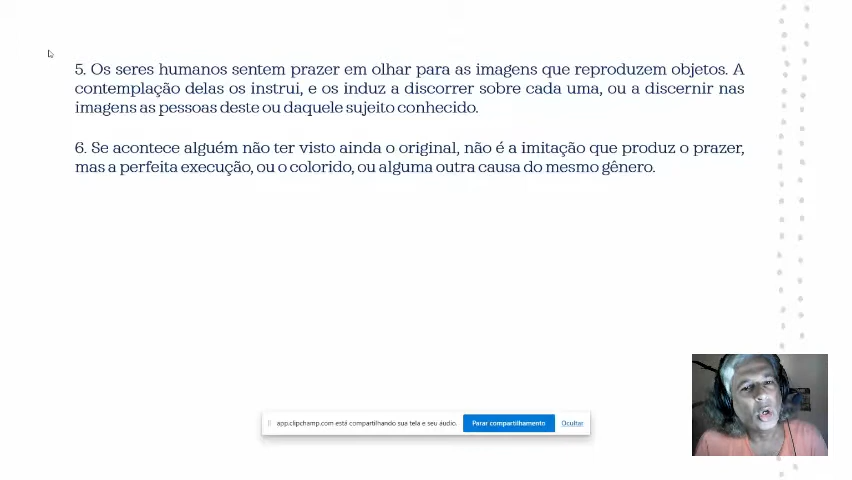 5. Os seres humanos sentem prazer em olhar para as imagens que reproduzem objetos. A
contemplação delas os instrui, e os induz a discorrer sobre cada uma, ou a discernir nas
imagens as pessoas deste ou daquele sujeito conhecido.
6. Se acontece alguém não ter visto ainda o original, não é a imitação que produz o prazer,
mas a perfeita execução, ou o colorido, ou alguma outra causa do mesmo gênero.
app.clipchamp.com está compartilhando sua tela e seu áudio. Parar compartilhamento Ocultar